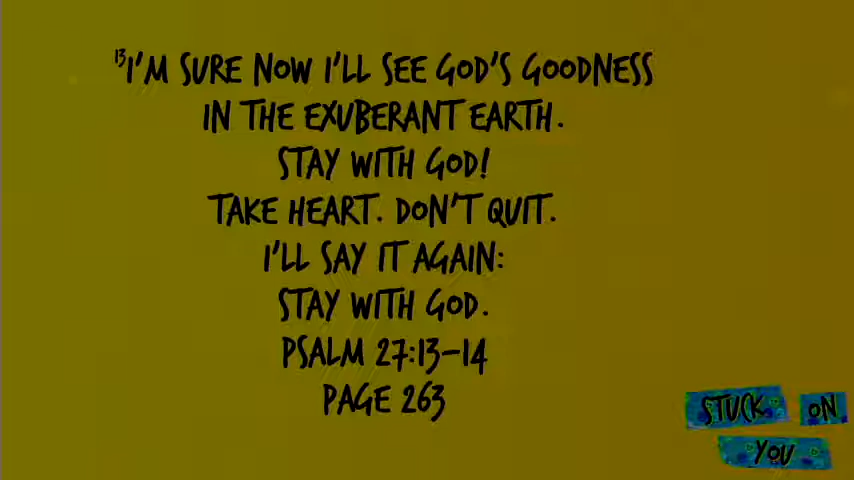 13I'M SURE NOW I'LL SEE GOD'S GOODNESS
IN THE EXUBERANT EARTH.
STAY WITH GOD!
TAKE HEART. DON'T QUIT.
I'LL SAY IT AGAIN:
STAY WITH GOD.
PSALM 27:13-14
PAGE 263
STUCK ON
YOU